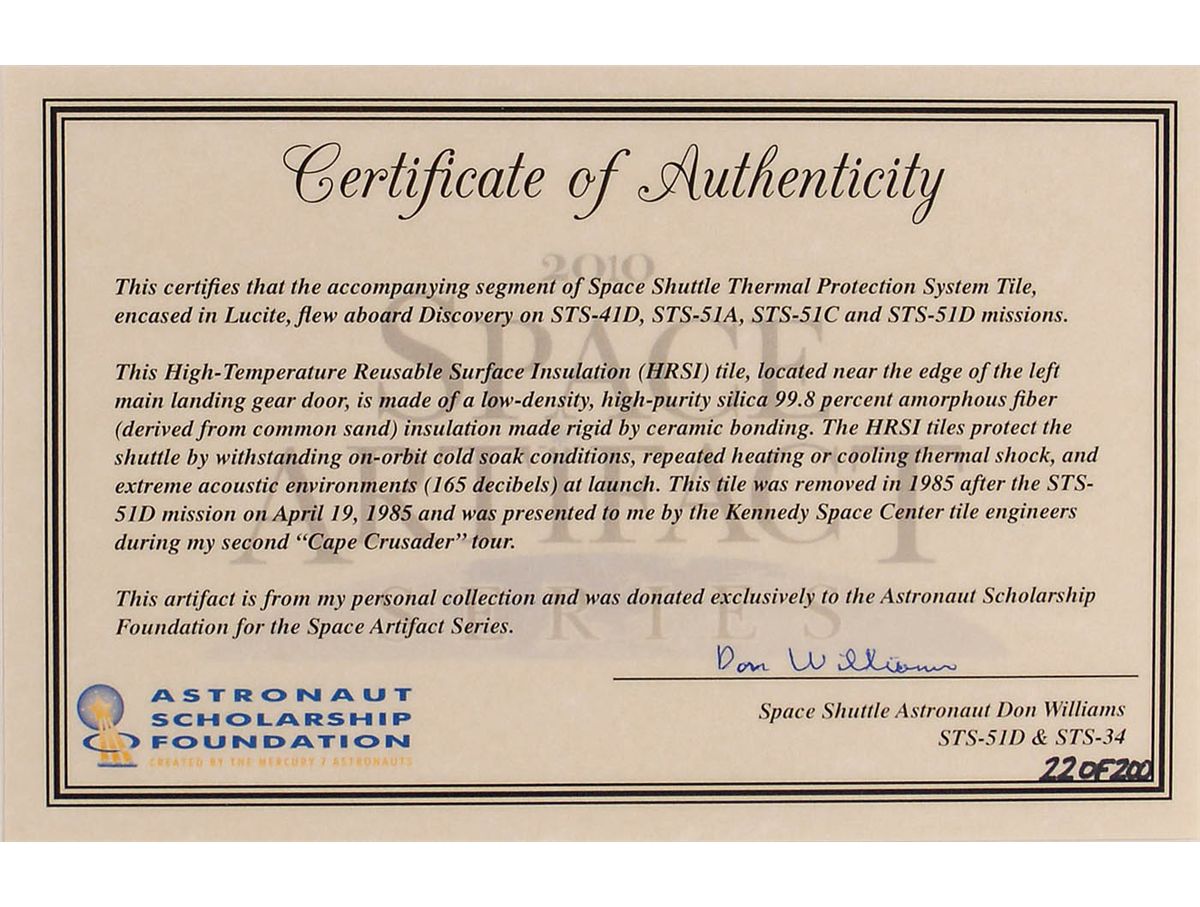 Certificate of Authenticity
2010
SPACE
ARTIFACT
SERIES
This certifies that the accompanying segment of Space Shuttle Thermal Protection System Tile,
encased in Lucite, flew aboard Discovery on STS-41D, STS-51A, STS-51C and STS-51D missions.
This High-Temperature Reusable Surface Insulation (HRSI) tile, located near the edge of the left
main landing gear door, is made of a low-density, high-purity silica 99.8 percent amorphous fiber
(derived from common sand) insulation made rigid by ceramic bonding. The HRSI tiles protect the
shuttle by withstanding on-orbit cold soak conditions, repeated heating or cooling thermal shock, and
extreme acoustic environments (165 decibels) at launch. This tile was removed in 1985 after the STS-
51D mission on April 19, 1985 and was presented to me by the Kennedy Space Center tile engineers
during my second “Cape Crusader” tour.
This artifact is from my personal collection and was donated exclusively to the Astronaut Scholarship
Foundation for the Space Artifact Series.
Don Williams
ASTRONAUT
SCHOLARSHIP
FOUNDATION
CREATED BY THE MERCURY 7 ASTRONAUTS
Space Shuttle Astronaut Don Williams
STS-51D & STS-34
22 OF 200